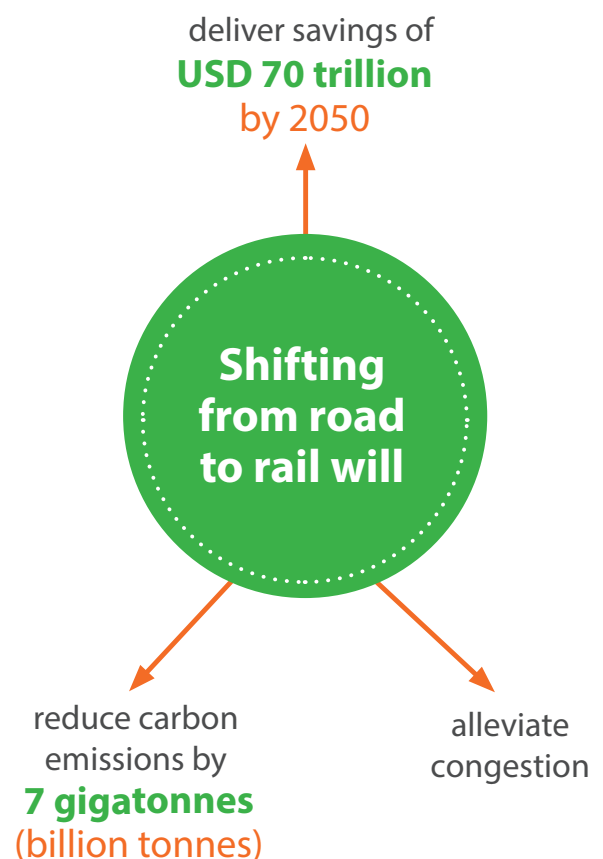 deliver savings of
USD 70 trillion
by 2050
Shifting
from road
to rail will
reduce carbon
emissions by
7 gigatonnes
(billion tonnes)
alleviate
congestion